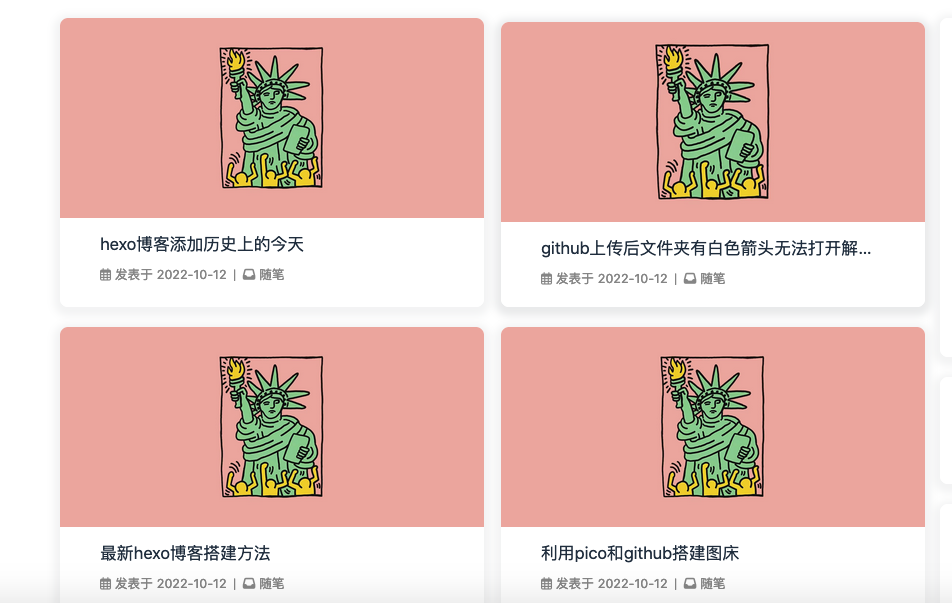 hexo博客添加历史上的今天
发表于 2022-10-12 | 随笔
github上传后文件夹有白色箭头无法打开解...
发表于 2022-10-12 | 随笔
最新hexo博客搭建方法
发表于 2022-10-12 | 随笔
利用pico和github搭建图床
发表于 2022-10-12 | 随笔